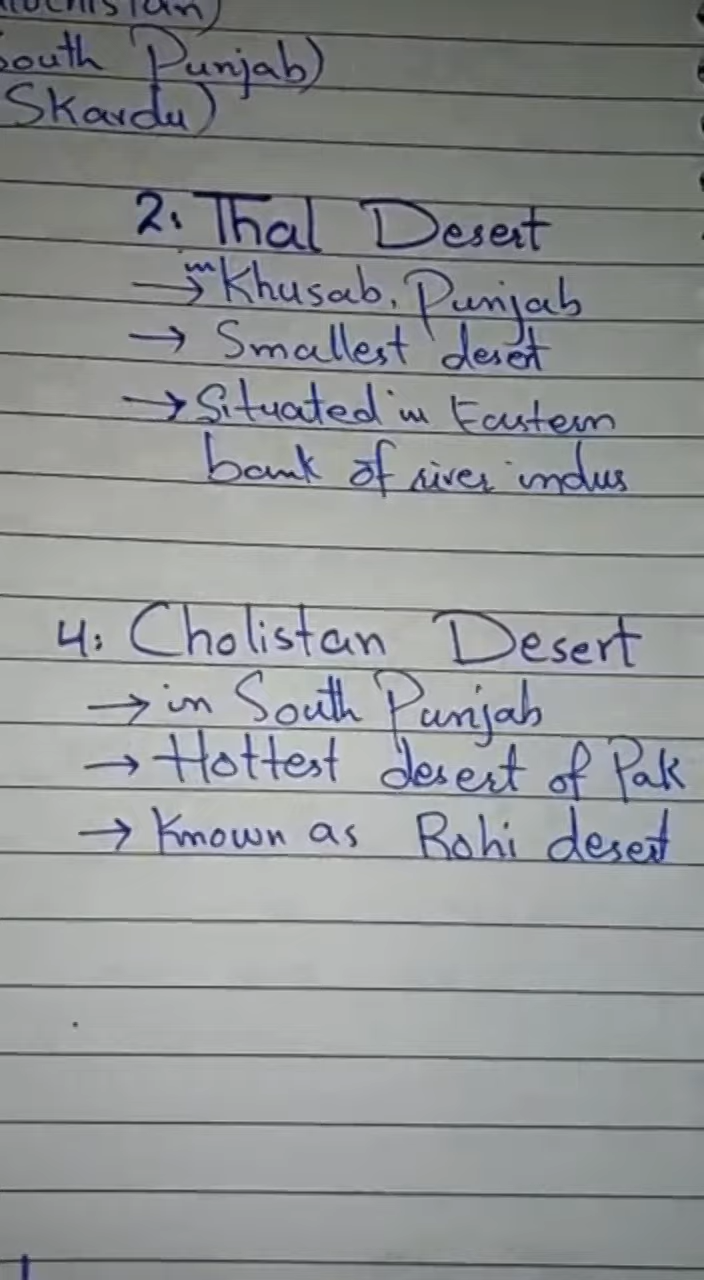 South Punjab)
Skardu)
2. Thal Desert
→ in Khusab, Punjab
→ Smallest desert
→ Situated in Eastern
bank of river indus
4: Cholistan Desert
→ in South Punjab
→ Hottest desert of Pak
→ Known as Rohi desert